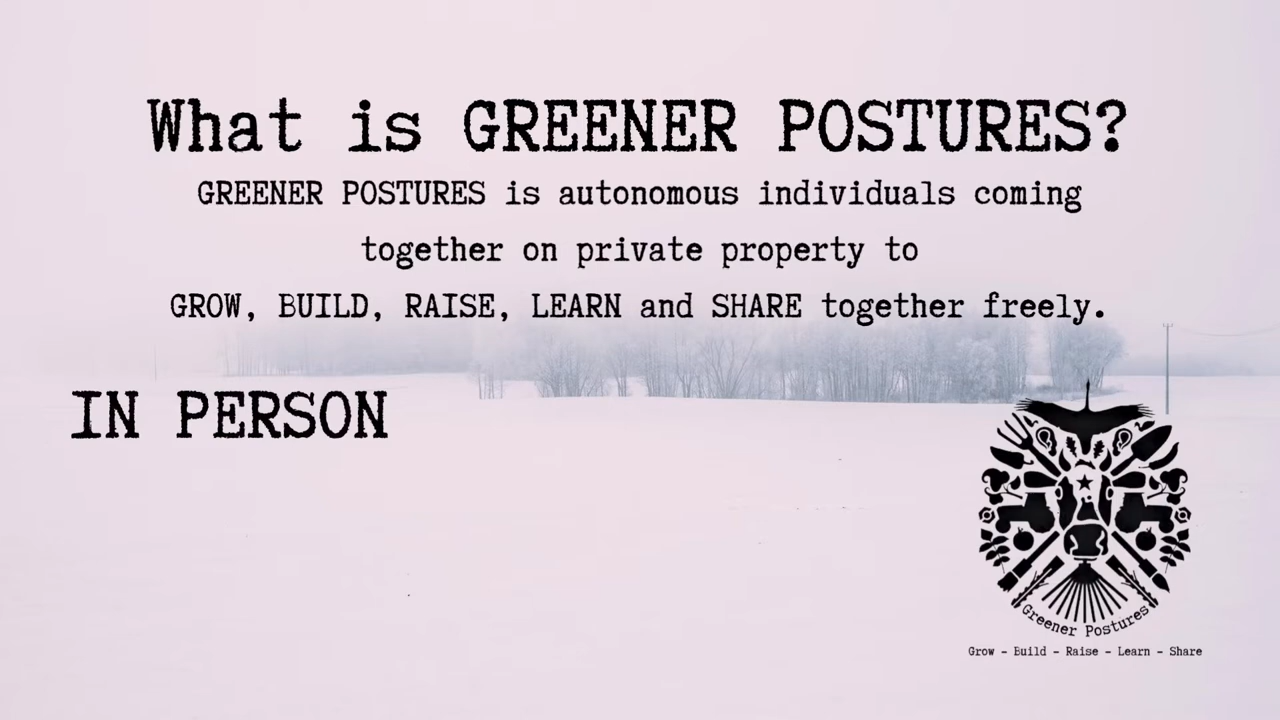 What is GREENER POSTURES?
GREENER POSTURES is autonomous individuals coming
together on private property to
GROW, BUILD, RAISE, LEARN and SHARE together freely.
IN PERSON
Greener Postures
Grow - Build - Raise - Learn - Share